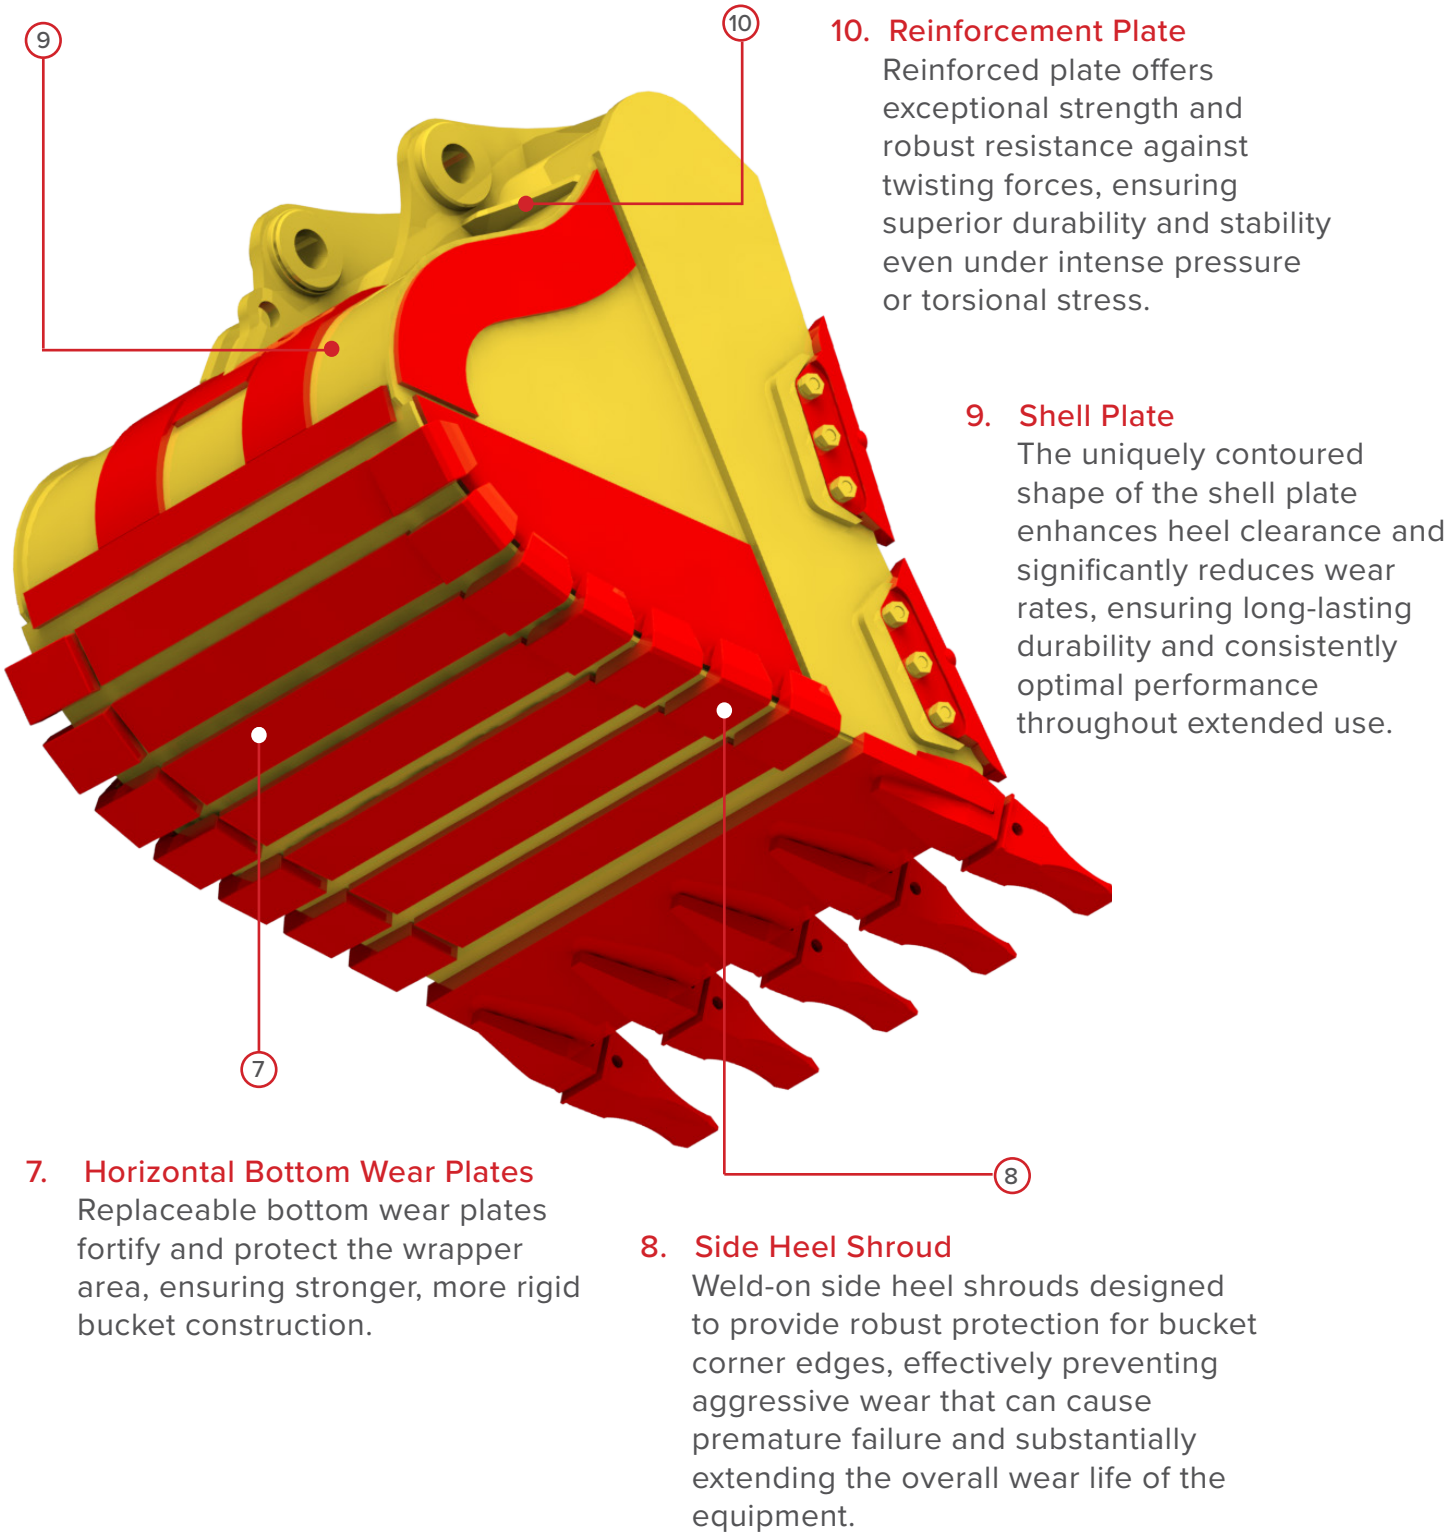 9
10
10. Reinforcement Plate
Reinforced plate offers
exceptional strength and
robust resistance against
twisting forces, ensuring
superior durability and stability
even under intense pressure
or torsional stress.
9. Shell Plate
The uniquely contoured
shape of the shell plate
enhances heel clearance and
significantly reduces wear
rates, ensuring long-lasting
durability and consistently
optimal performance
throughout extended use.
7
8
7. Horizontal Bottom Wear Plates
Replaceable bottom wear plates
fortify and protect the wrapper
area, ensuring stronger, more rigid
bucket construction.
8. Side Heel Shroud
Weld-on side heel shrouds designed
to provide robust protection for bucket
corner edges, effectively preventing
aggressive wear that can cause
premature failure and substantially
extending the overall wear life of the
equipment.